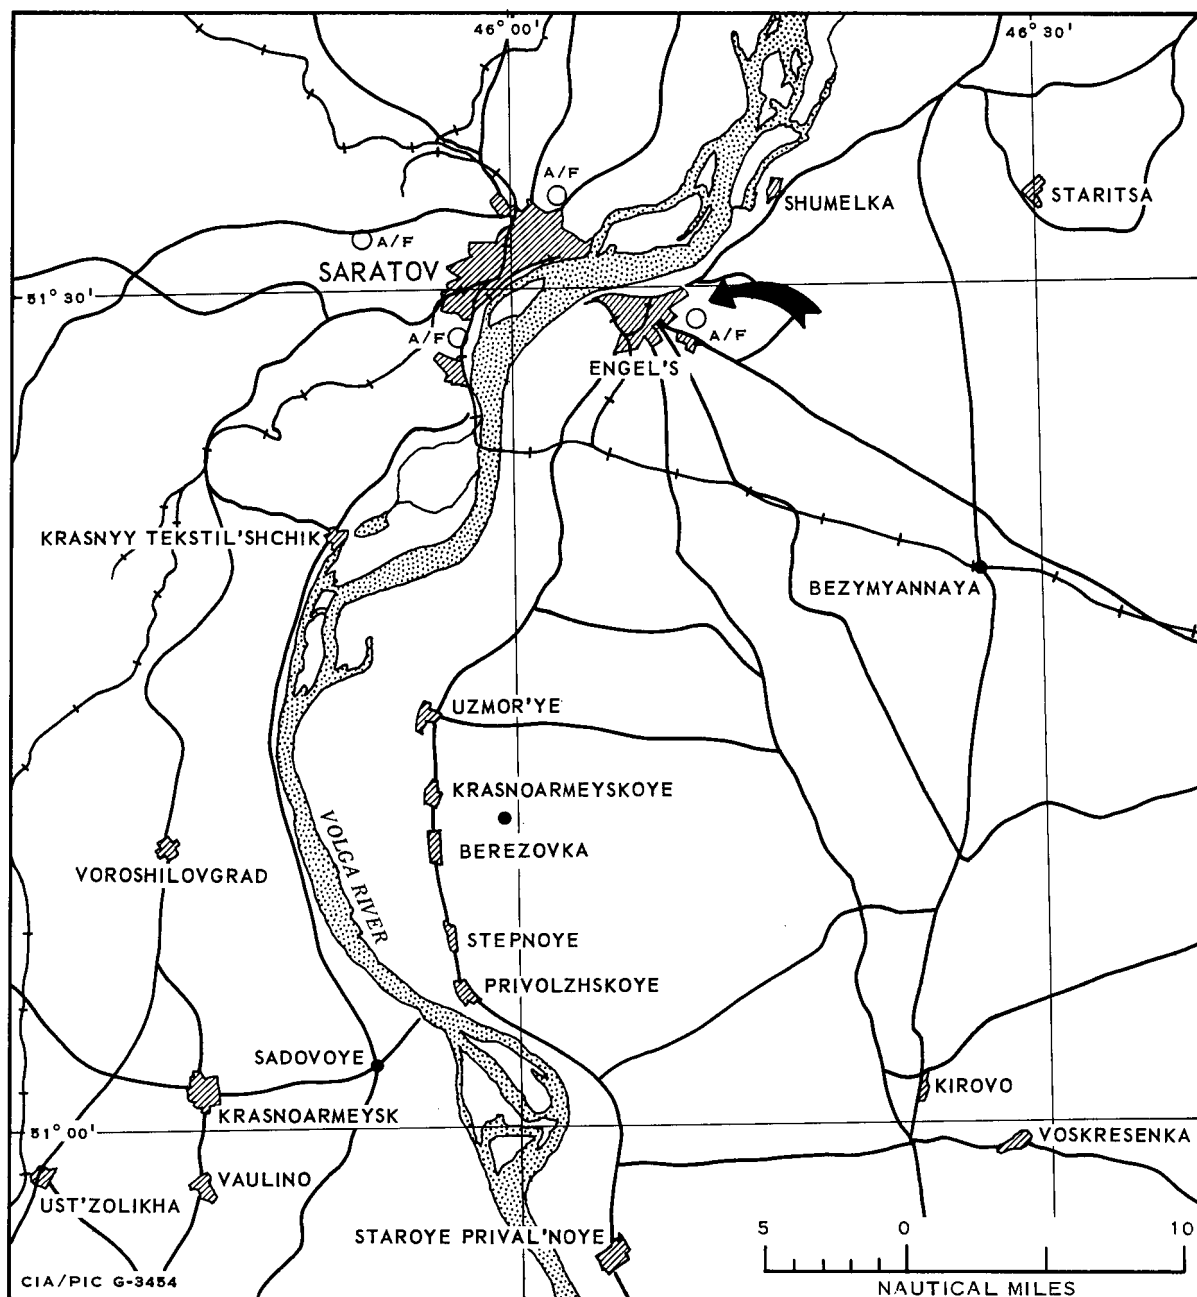 46° 00'
46° 30'
A/F
SHUMELKA
STARITSA
A/F
SARATOV
51° 30'
A/F
A/F
ENGEL'S
KRASNYY TEKSTIL'SHCHIK
BEZYMYANNAYA
UZMOR'YE
KRASNOARMEYSKOYE
VOLGA RIVER
BEREZOVKA
VOROSHILOVGRAD
STEPNOYE
PRIVOLZHSKOYE
SADOVOYE
KIROVO
KRASNOARMEYSK
51° 00'
VOSKRESENKA
VAULINO
UST'ZOLIKHA
STAROYE PRIVAL'NOYE
5 0 10
CIA/PIC G-3454
NAUTICAL MILES